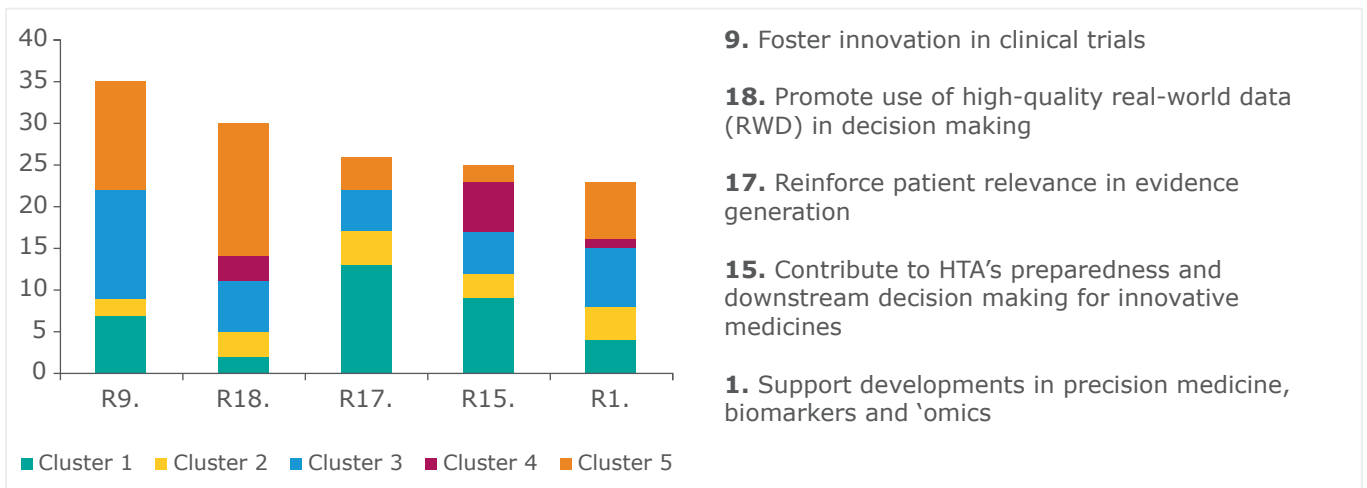 40
35
30
25
20
15
10
5
0
R9. R18. R17. R15. R1.
Cluster 1 Cluster 2 Cluster 3 Cluster 4 Cluster 5
9. Foster innovation in clinical trials
18. Promote use of high-quality real-world data
(RWD) in decision making
17. Reinforce patient relevance in evidence
generation
15. Contribute to HTA’s preparedness and
downstream decision making for innovative
medicines
1. Support developments in precision medicine,
biomarkers and ‘omics